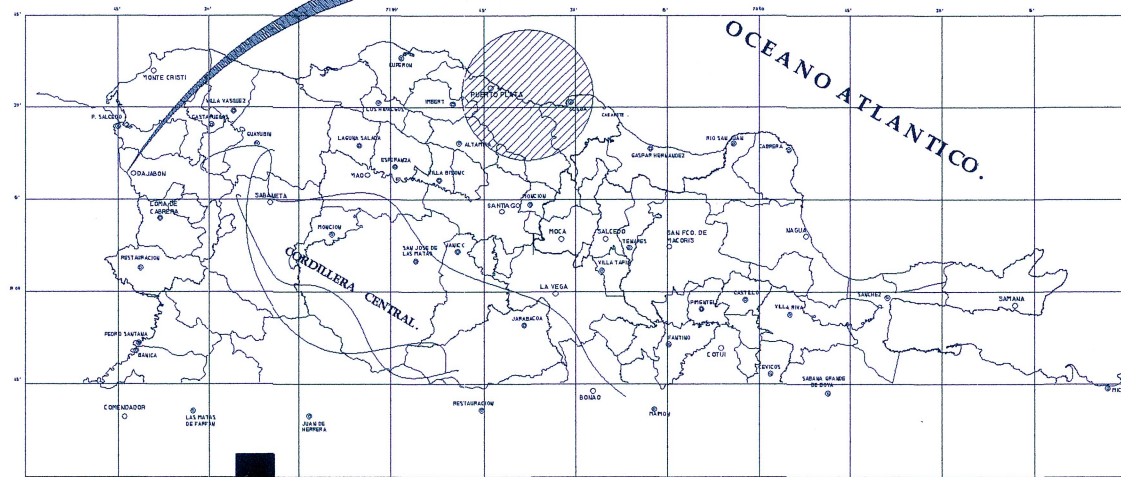 OCEANO ATLANTICO.
LUPERON
MONTE CRISTI
PUERTO PLATA
VILLA VASQUEZ
LOS HIDALGOS
IMBERT
SOSUA
P. SALCEDO
CASTAÑUELAS
CABARETE
GUAYUBIN
LAGUNA SALADA
ALTAMIRA
GASPAR HERNANDEZ
RIO SAN JUAN
CABRERA
DAJABON
ESPERANZA
MAO
VILLA BISONO
SABANETA
MONCION
LOMA DE
CABRERA
SANTIAGO
MONCION
MOCA
SALCEDO
SAN FCO. DE
MACORIS
NAGUA
TENARES
SAN JOSE DE
LAS MATAS
JANICO
RESTAURACION
CORDILLERA CENTRAL.
VILLA TAPIA
LA VEGA
PIMENTEL
CASTILLO
VILLA RIVA
SANCHEZ
SAMANA
JARABACOA
PEDRO SANTANA
BANICA
FANTINO
COTUI
CEVICOS
SABANA GRANDE
DE BOYA
COMENDADOR
LAS MATAS
DE FARFAN
JUAN DE
HERRERA
RESTAURACION
BONAO
MAIMON